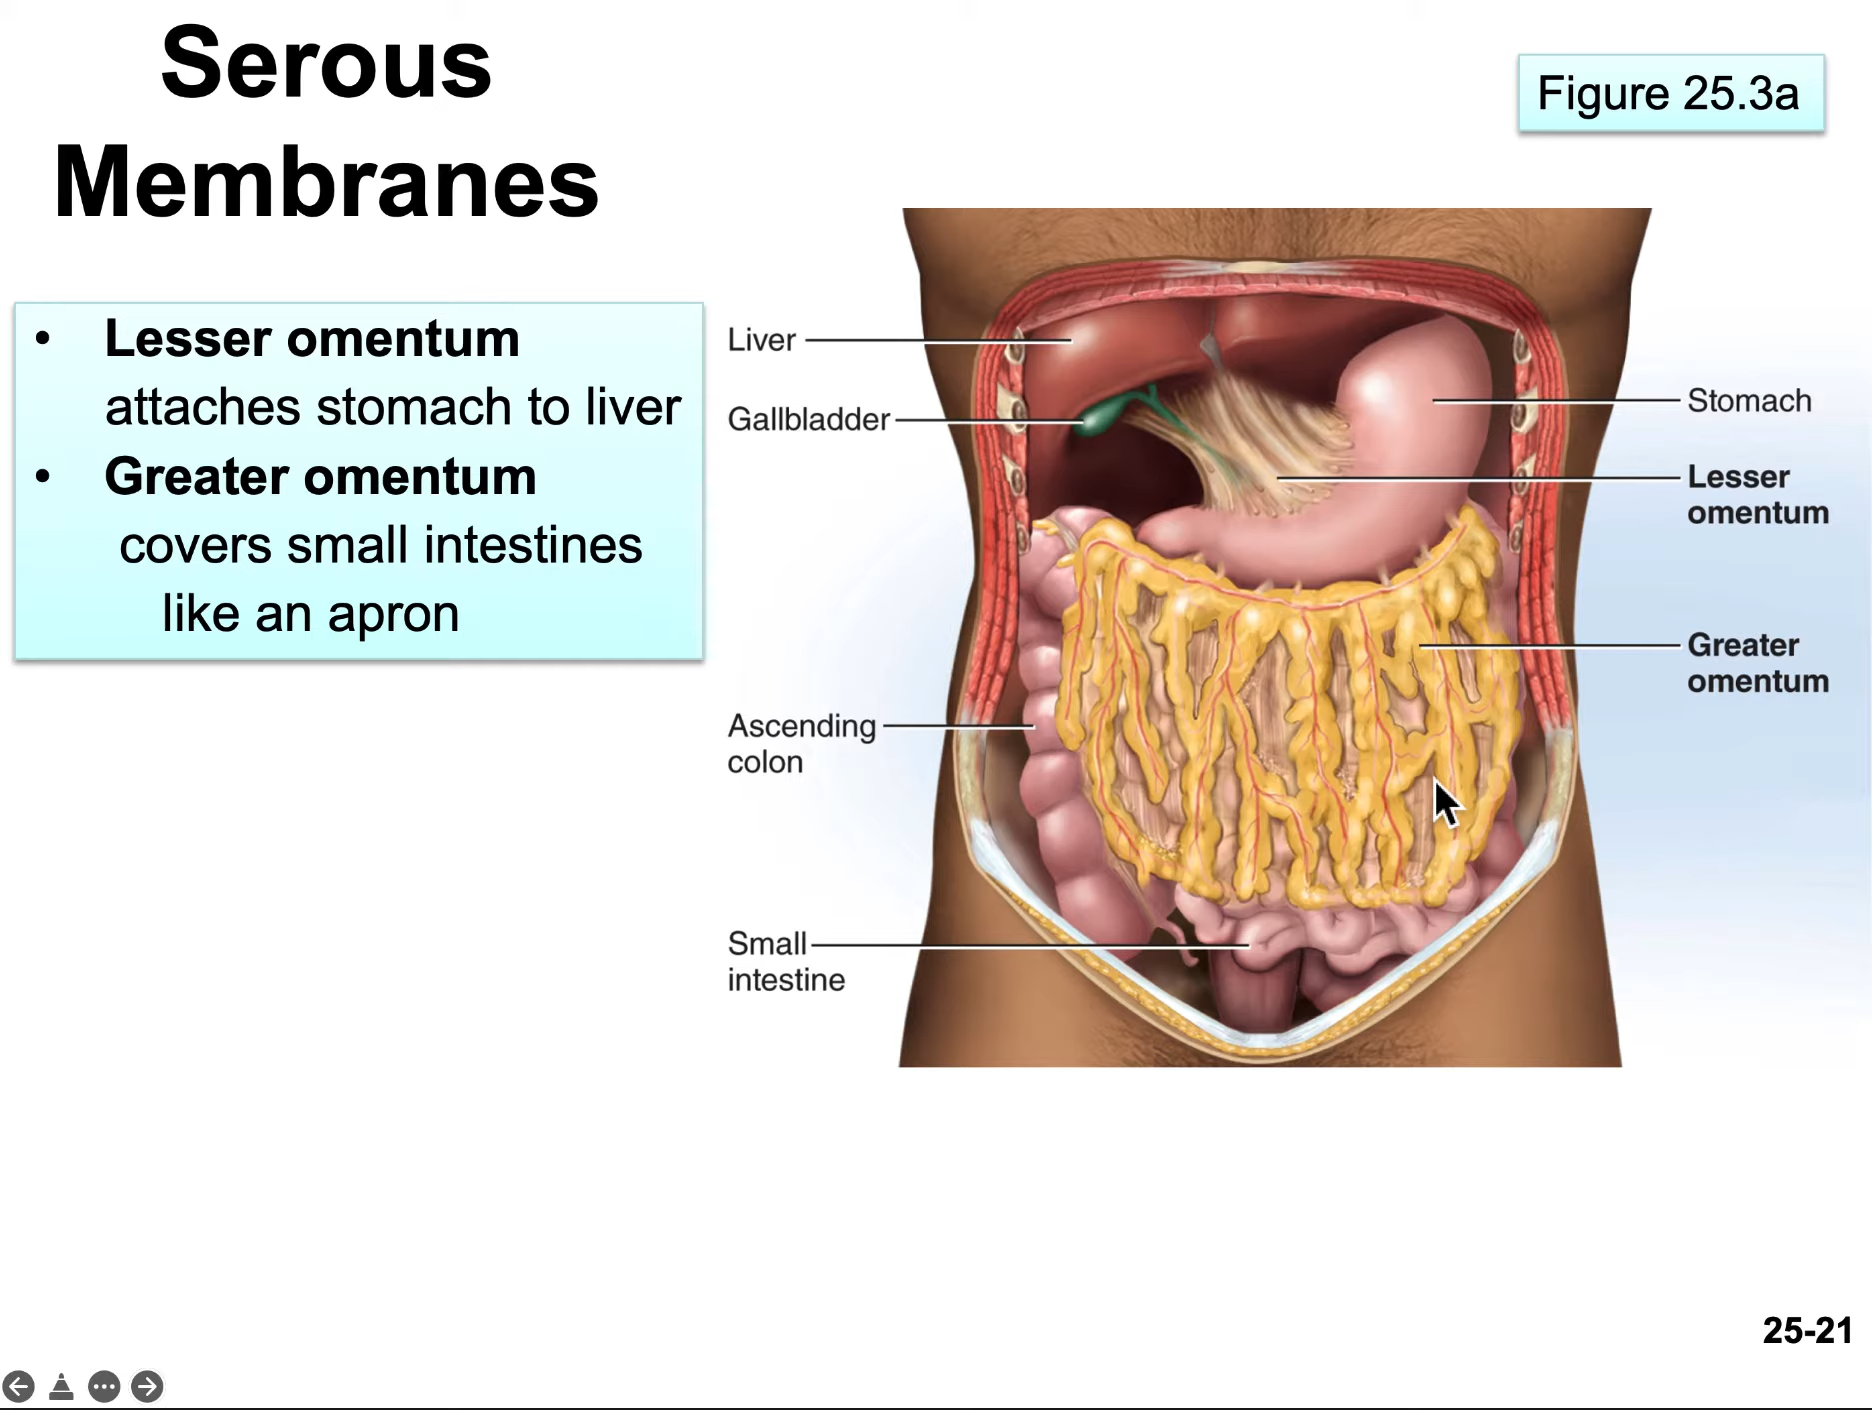 Serous
Membranes
Figure 25.3a
• Lesser omentum
attaches stomach to liver
• Greater omentum
covers small intestines
like an apron
Liver
Gallbladder
Ascending
colon
Small
intestine
Stomach
Lesser
omentum
Greater
omentum
25-21